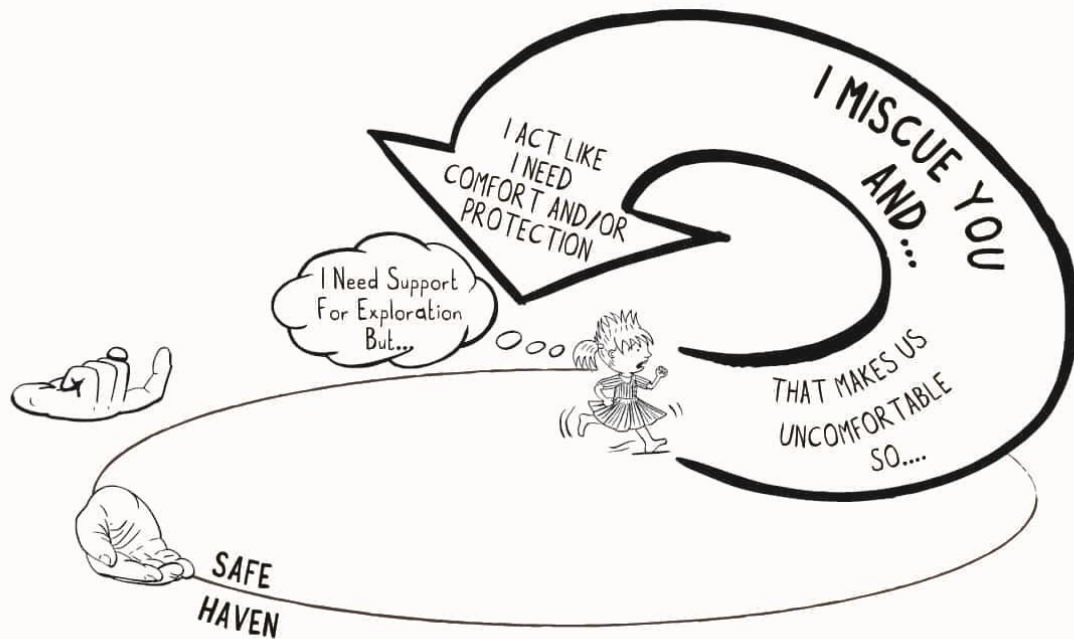 I Need Support
For Exploration
But...
THAT MAKES US
UNCOMFORTABLE
SO....
I MISCUE YOU
AND...
I ACT LIKE
I NEED
COMFORT AND/OR
PROTECTION
SAFE
HAVEN